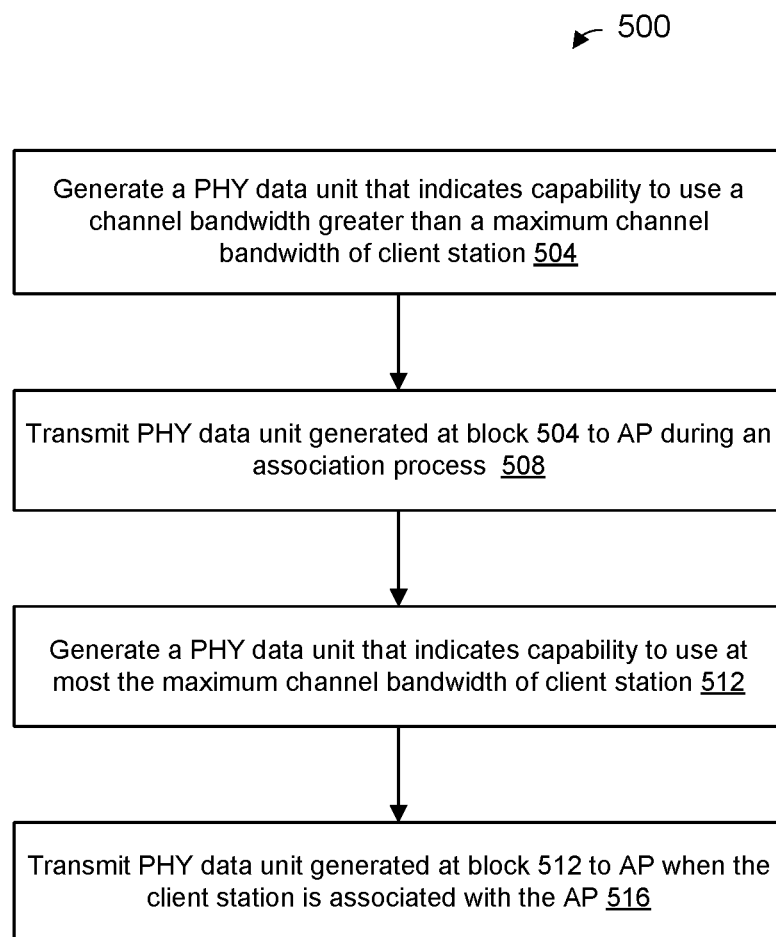 500
Generate a PHY data unit that indicates capability to use a
channel bandwidth greater than a maximum channel
bandwidth of client station 504
Transmit PHY data unit generated at block 504 to AP during an
association process 508
Generate a PHY data unit that indicates capability to use at
most the maximum channel bandwidth of client station 512
Transmit PHY data unit generated at block 512 to AP when the
client station is associated with the AP 516